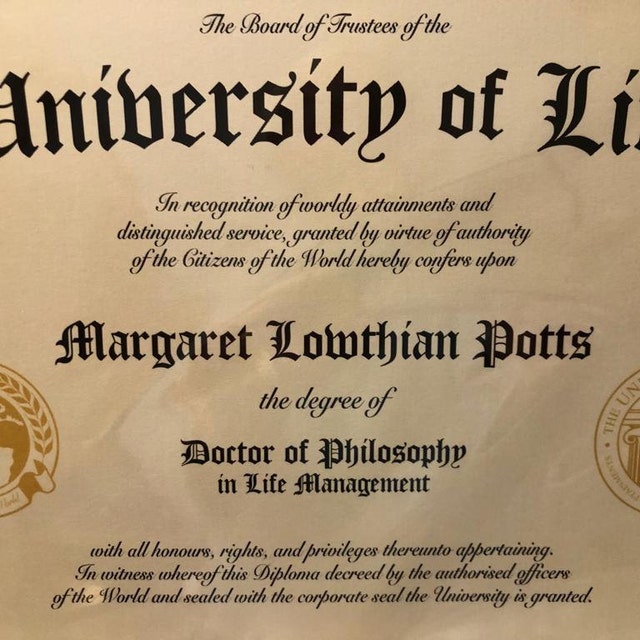 The Board of Trustees of the
University of Li
In recognition of worldy attainments and
distinguished service, granted by virtue of authority
of the Citizens of the World hereby confers upon
Margaret Lowthian Potts
the degree of
Doctor of Philosophy
in Life Management
THE UN
with all honours, rights, and privileges thereunto appertaining.
In witness whereof this Diploma decreed by the authorised officers
of the World and sealed with the corporate seal the University is granted.